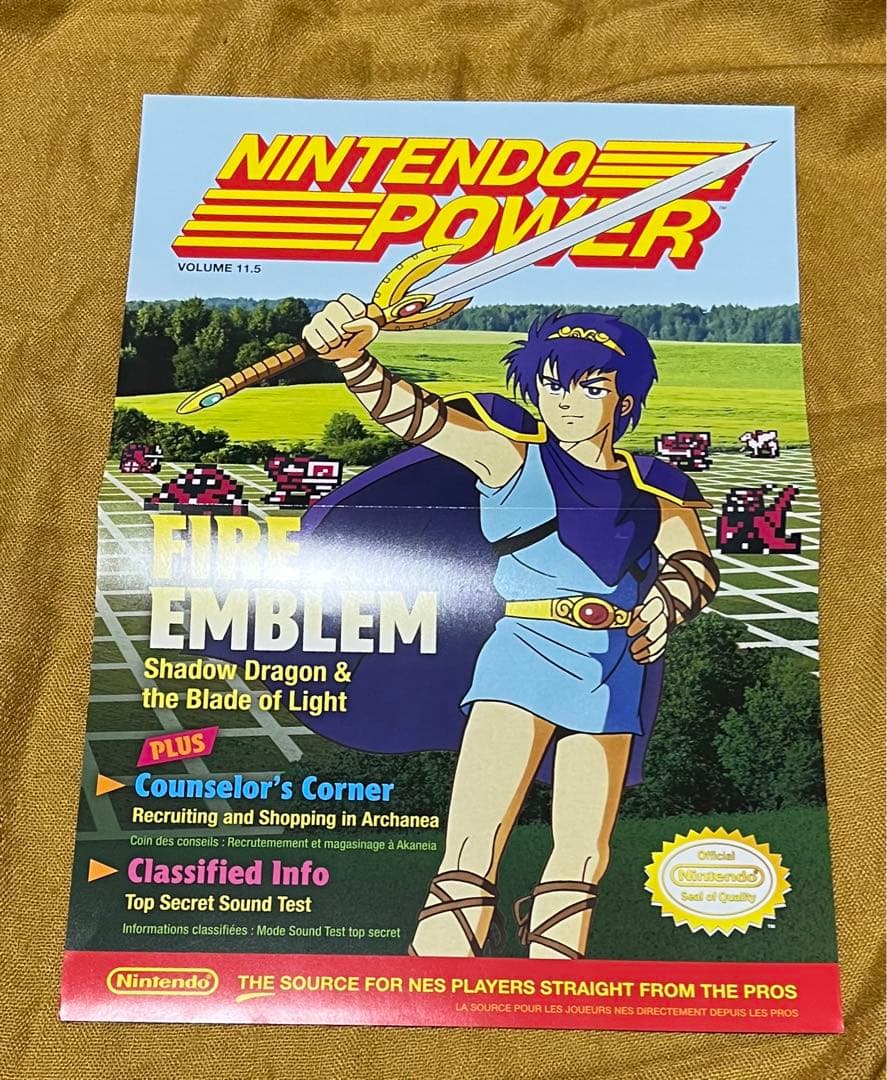 NINTENDO
POWER
VOLUME 11.5
FIRE
EMBLEM
Shadow Dragon &
the Blade of Light
PLUS
Counselor's Corner
Recruiting and Shopping in Archanea
Coin des conseils : Recrutemement et magasinage à Akaneia
Classified Info
Top Secret Sound Test
Informations classifiées : Mode Sound Test top secret
Official
Nintendo
Seal of Quality
Nintendo
THE SOURCE FOR NES PLAYERS STRAIGHT FROM THE PROS
LA SOURCE POUR LES JOUEURS NES DIRECTEMENT DEPUIS LES PROS